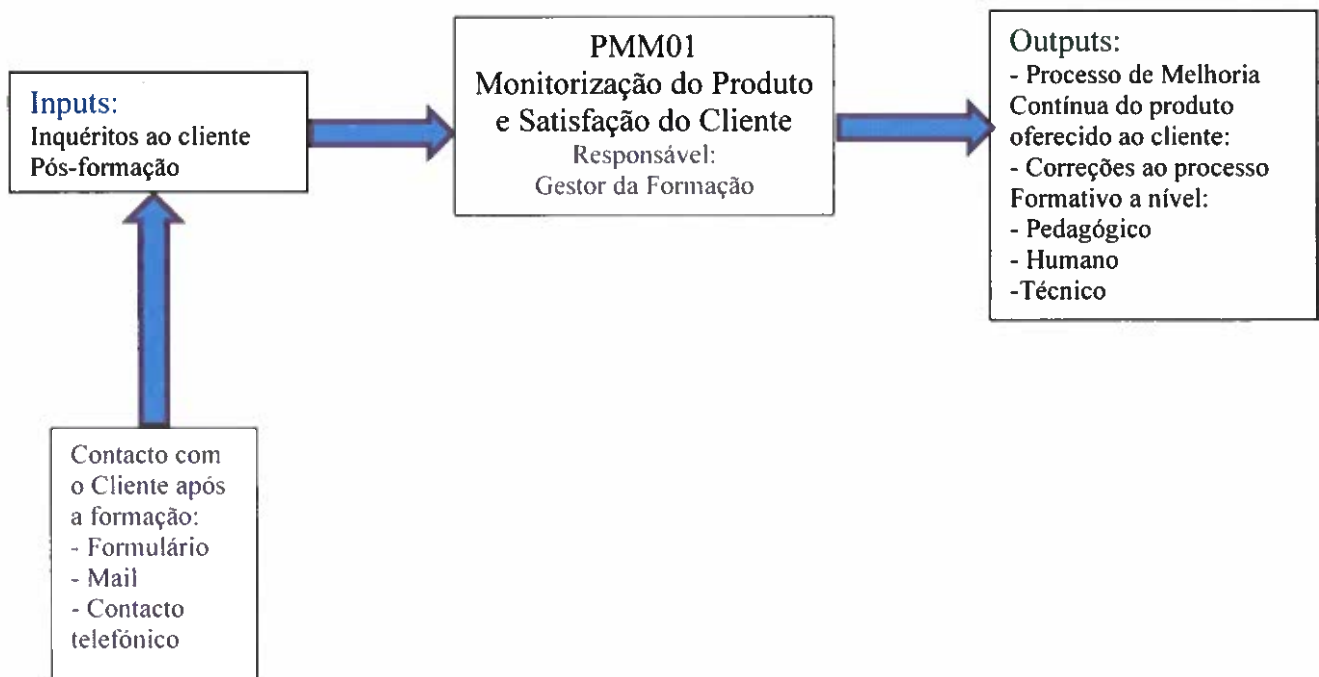 Inputs:
Inquéritos ao cliente
Pós-formação
PMM01
Monitorização do Produto
e Satisfação do Cliente
Responsável:
Gestor da Formação
Outputs:
- Processo de Melhoria
Contínua do produto
oferecido ao cliente:
- Correções ao processo
Formativo a nível:
- Pedagógico
- Humano
-Técnico
Contacto com
o Cliente após
a formação:
- Formulário
- Mail
- Contacto
telefónico